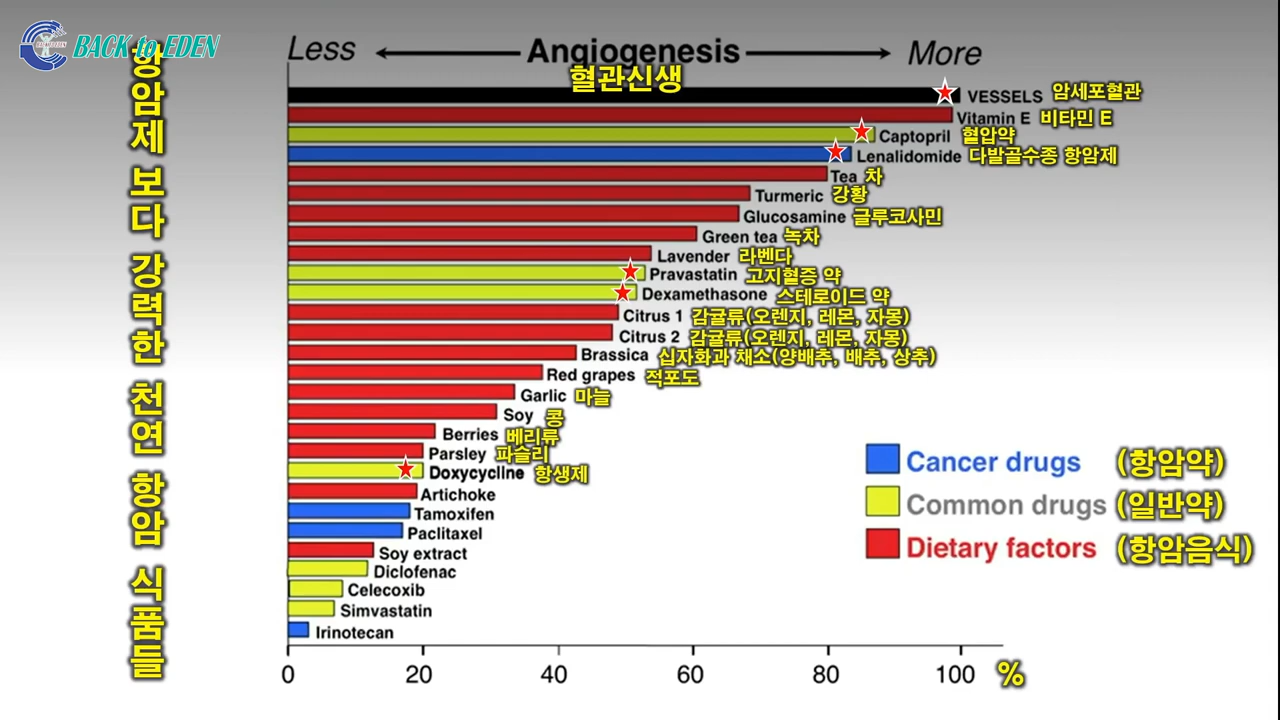 BACK to EDEN
항암제 보다 강력한 천연 항암 식품들
Less Angiogenesis More
혈관신생
VESSELS 암세포혈관
Vitamin E 비타민 E
Captopril 혈압약
Lenalidomide 다발골수종 항암제
Tea 차
Turmeric 강황
Glucosamine 글루코사민
Green tea 녹차
Lavender 라벤다
Pravastatin 고지혈증 약
Dexamethasone 스테로이드 약
Citrus 1 감귤류(오렌지, 레몬, 자몽)
Citrus 2 감귤류(오렌지, 레몬, 자몽)
Brassica 십자화과 채소(양배추, 배추, 상추)
Red grapes 적포도
Garlic 마늘
Soy 콩
Berries 베리류
Parsley 파슬리
Doxycycline 항생제
Artichoke
Tamoxifen
Paclitaxel
Soy extract
Diclofenac
Celecoxib
Simvastatin
Irinotecan
Cancer drugs (항암약)
Common drugs (일반약)
Dietary factors (항암음식)
0 20 40 60 80 100 %